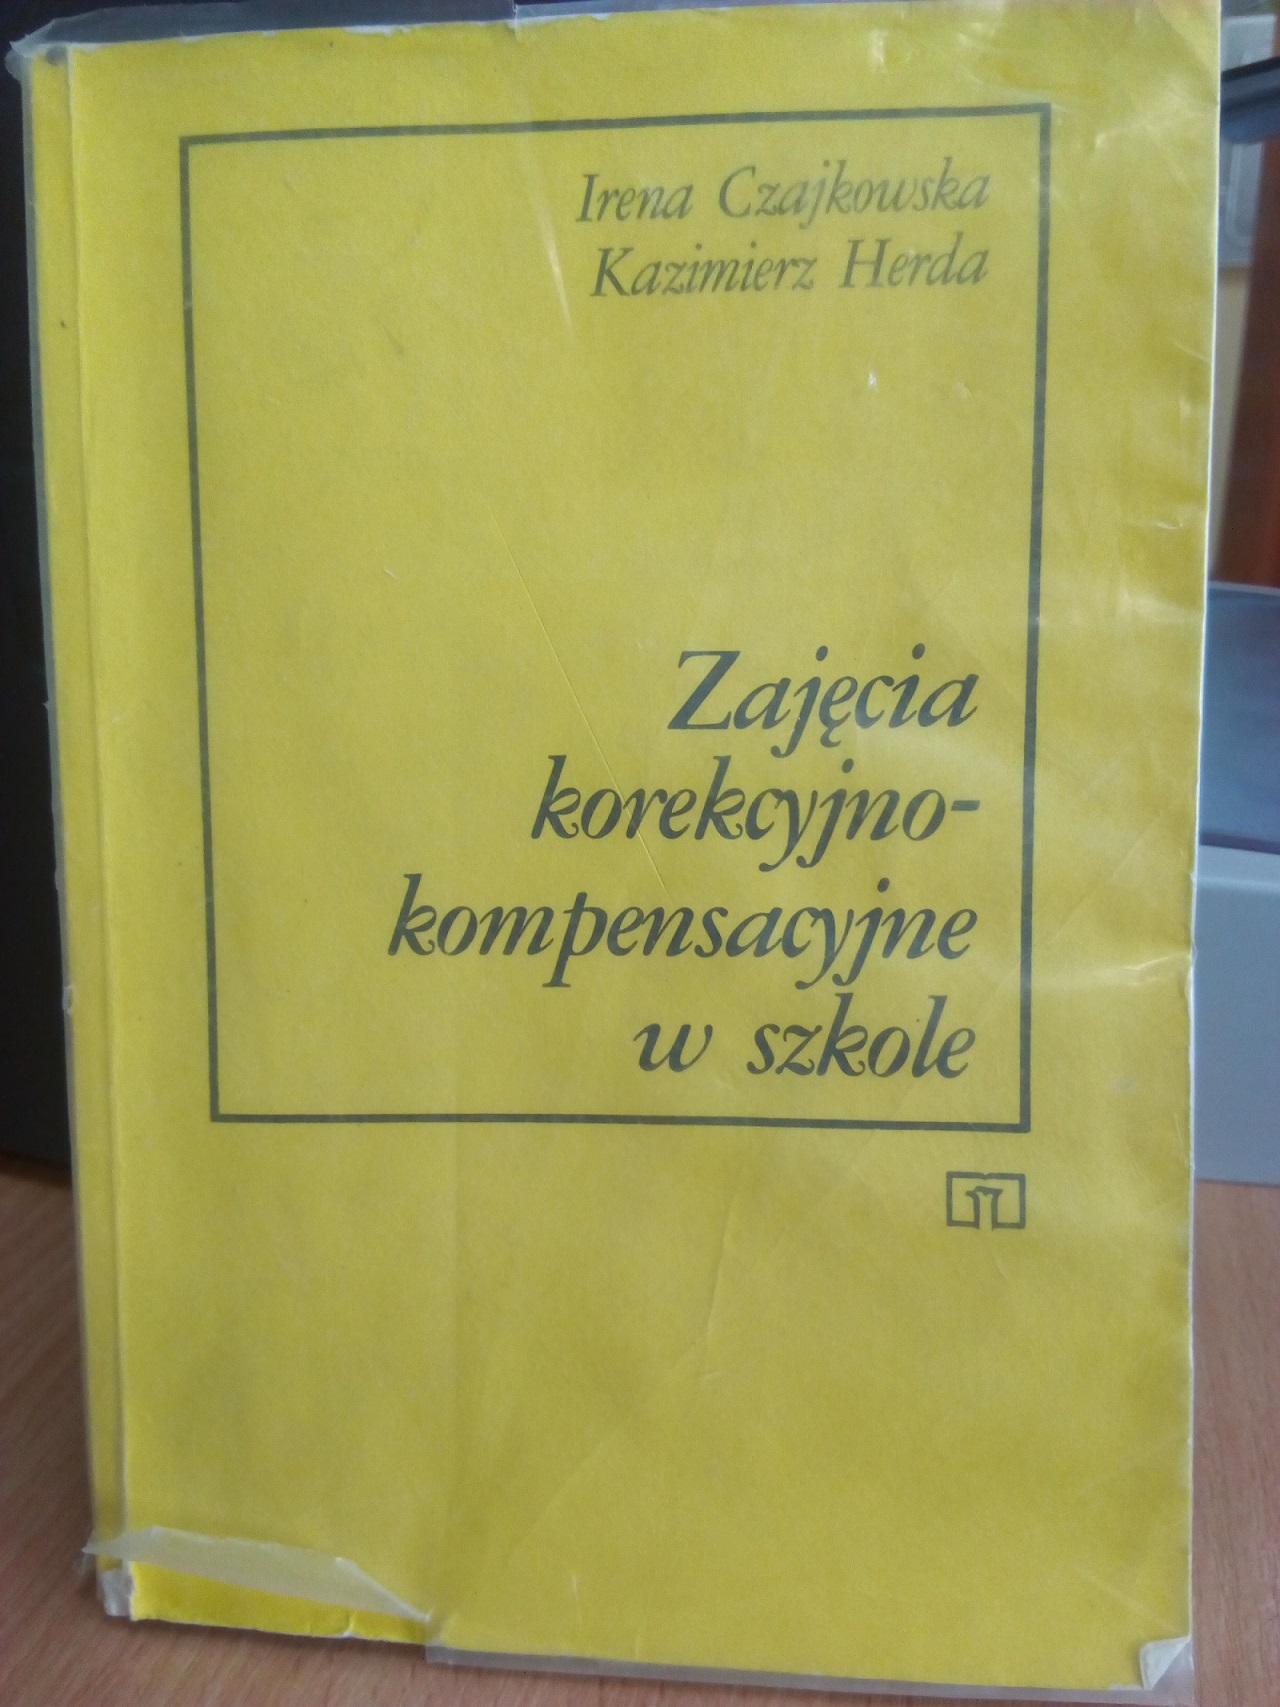 Irena Czajkowska
Kazimierz Herda
Zajęcia
korekcyjno-
kompensacyjne
w szkole